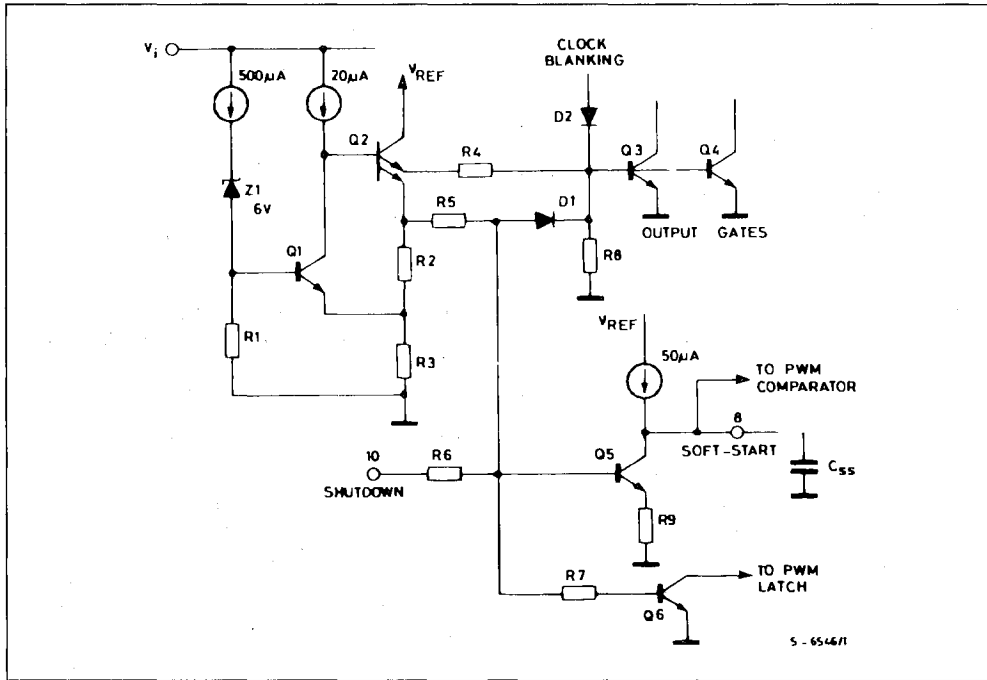 Vi
500μA
20μA
VREF
CLOCK
BLANKING
D2
Q2
R4
Q3
Q4
Z1
6V
R5
D1
OUTPUT GATES
Q1
R2
R8
R1
R3
VREF
50μA
TO PWM
COMPARATOR
8
SOFT-START
Css
10
R6
SHUTDOWN
Q5
R9
R7
TO PWM
LATCH
Q6
S-6546/1